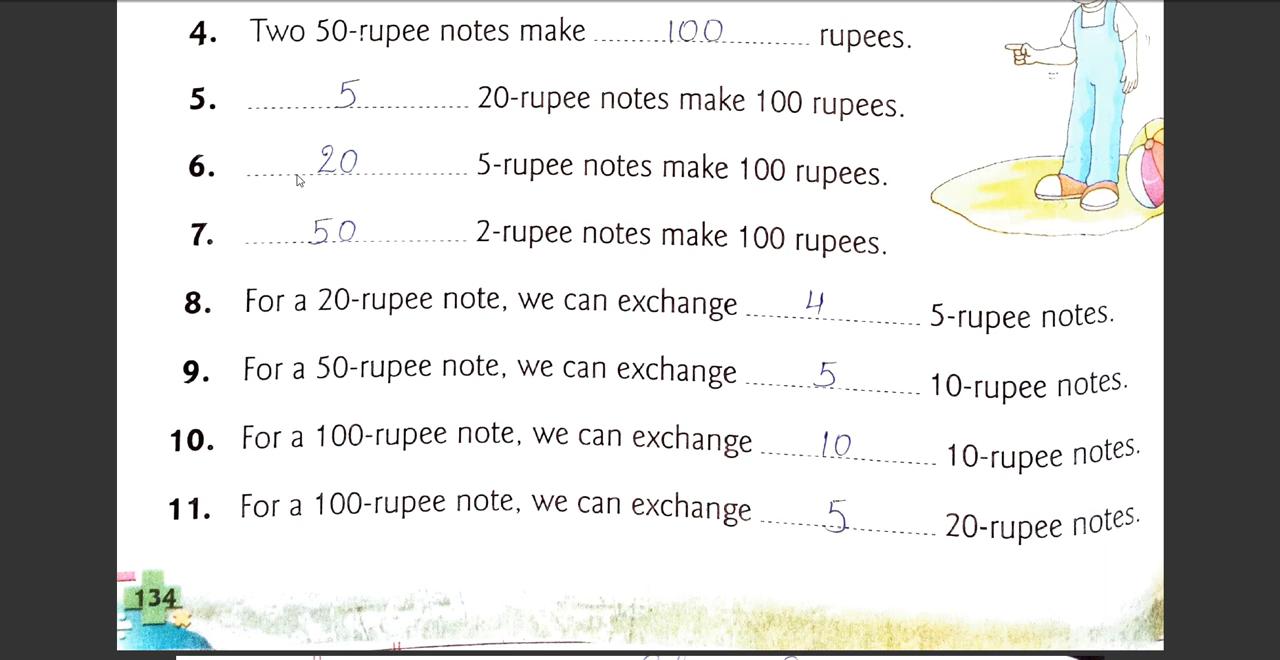 4. Two 50-rupee notes make ........100............ rupees.
5. ............5............... 20-rupee notes make 100 rupees.
6. ..........20............... 5-rupee notes make 100 rupees.
7. .........50................ 2-rupee notes make 100 rupees.
8. For a 20-rupee note, we can exchange ........4............ 5-rupee notes.
9. For a 50-rupee note, we can exchange ........5............ 10-rupee notes.
10. For a 100-rupee note, we can exchange ........10............ 10-rupee notes.
11. For a 100-rupee note, we can exchange ........5............ 20-rupee notes.
134